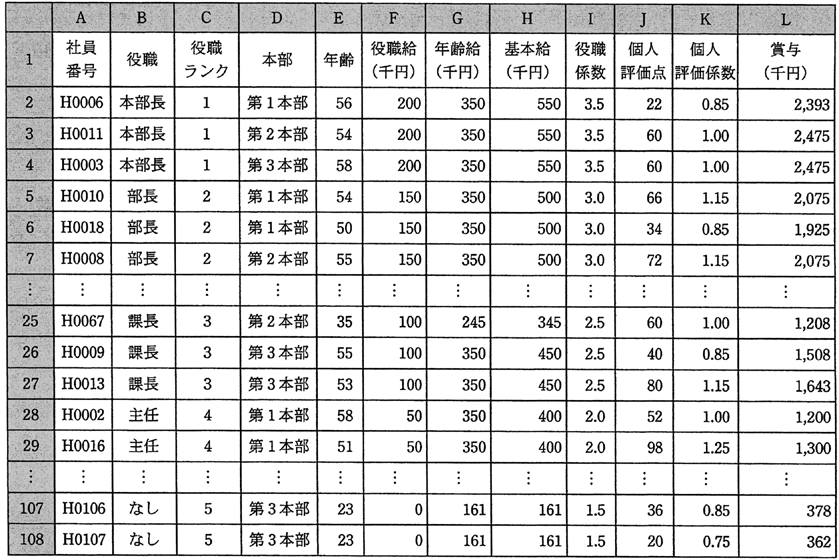 A B C D E F G H I J K L
1 社員番号 役職 役職ランク 本部 年齢 役職給(千円) 年齢給(千円) 基本給(千円) 役職係数 個人評価点 個人評価係数 賞与(千円)
2 H0006 本部長 1 第1本部 56 200 350 550 3.5 22 0.85 2,393
3 H0011 本部長 1 第2本部 54 200 350 550 3.5 60 1.00 2,475
4 H0003 本部長 1 第3本部 58 200 350 550 3.5 60 1.00 2,475
5 H0010 部長 2 第1本部 54 150 350 500 3.0 66 1.15 2,075
6 H0018 部長 2 第1本部 50 150 350 500 3.0 34 0.85 1,925
7 H0008 部長 2 第2本部 55 150 350 500 3.0 72 1.15 2,075
⋮ ⋮ ⋮ ⋮ ⋮ ⋮ ⋮ ⋮ ⋮ ⋮ ⋮ ⋮ ⋮
25 H0067 課長 3 第2本部 35 100 245 345 2.5 60 1.00 1,208
26 H0009 課長 3 第3本部 55 100 350 450 2.5 40 0.85 1,508
27 H0013 課長 3 第3本部 53 100 350 450 2.5 80 1.15 1,643
28 H0002 主任 4 第1本部 58 50 350 400 2.0 52 1.00 1,200
29 H0016 主任 4 第1本部 51 50 350 400 2.0 98 1.25 1,300
⋮ ⋮ ⋮ ⋮ ⋮ ⋮ ⋮ ⋮ ⋮ ⋮ ⋮ ⋮ ⋮
107 H0106 なし 5 第3本部 23 0 161 161 1.5 36 0.85 378
108 H0107 なし 5 第3本部 23 0 161 161 1.5 20 0.75 362